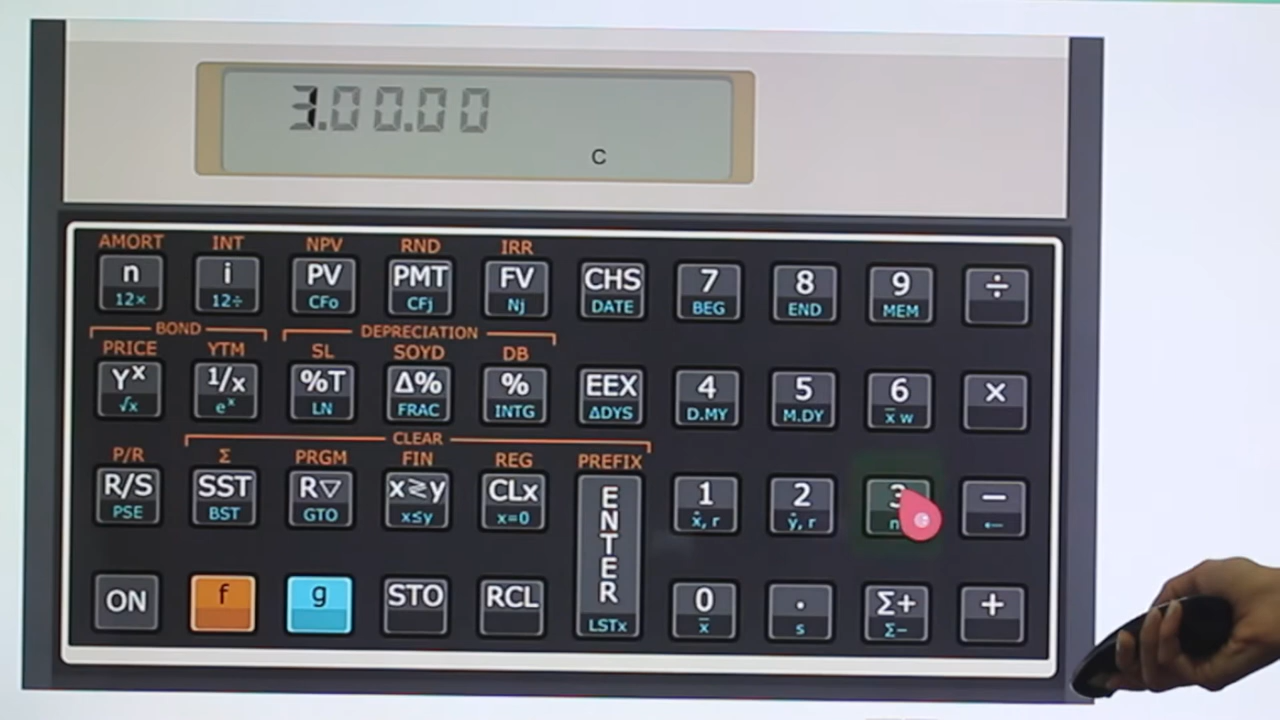 C
AMORT INT NPV RND IRR
n i PV PMT FV CHS 7 8 9 ÷
12× 12÷ CFo CFj Nj DATE BEG END MEM
BOND DEPRECIATION
PRICE YTM SL SOYD DB
Yˣ 1/x %T Δ% % EEX 4 5 6 ×
√x eˣ LN FRAC INTG ΔDYS D.MY M.DY x̄ w
CLEAR
P/R Σ PRGM FIN REG PREFIX
R/S SST R▽ x≷y CLx ENTER 1 2 3 −
PSE BST GTO x≤y x=0 x̂, r ŷ, r ←
ON f g STO RCL 0 . Σ+ +
LSTx x̄ s Σ−